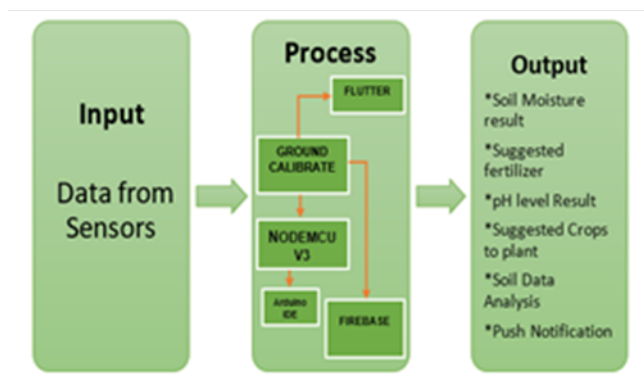 Input
Data from
Sensors
Process
FLUTTER
GROUND
CALIBRATE
NODEMCU
V3
Arduino
IDE
FIREBASE
Output
*Soil Moisture
result
*Suggested
fertilizer
*pH level Result
*Suggested Crops
to plant
*Soil Data
Analysis
*Push Notification